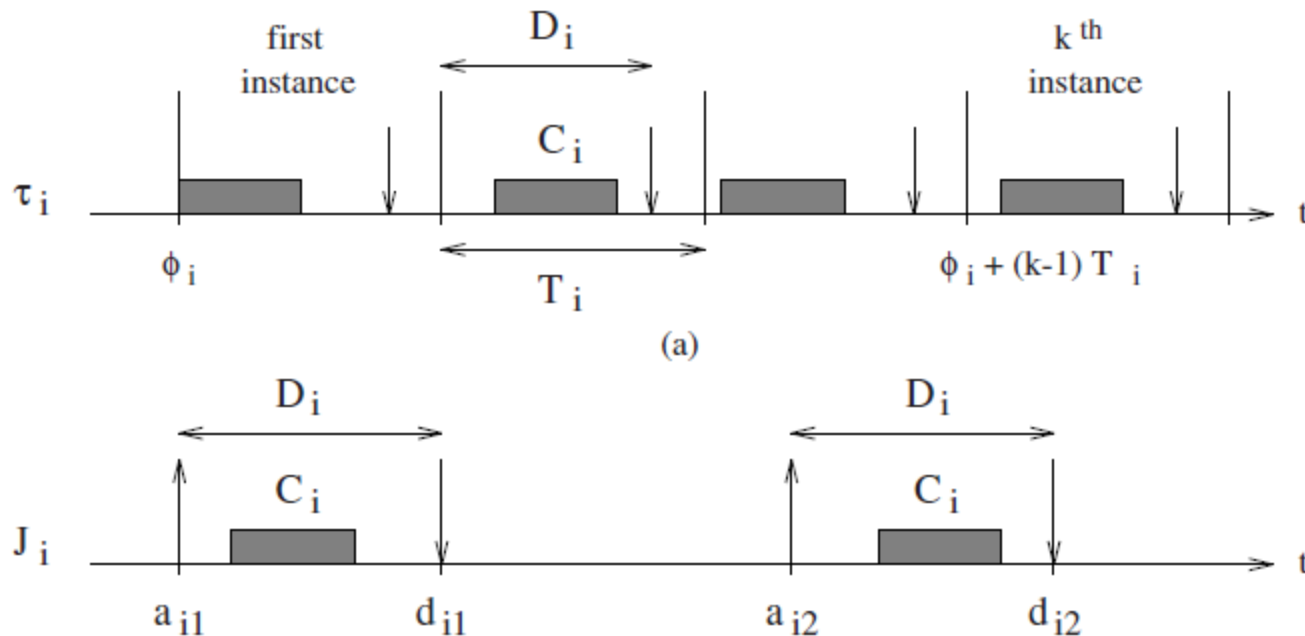 first
instance
D i
k th
instance
C i
τ i
t
ϕ i
T i
ϕ i + (k-1) T i
(a)
D i
D i
C i
C i
J i
t
a i1
d i1
a i2
d i2